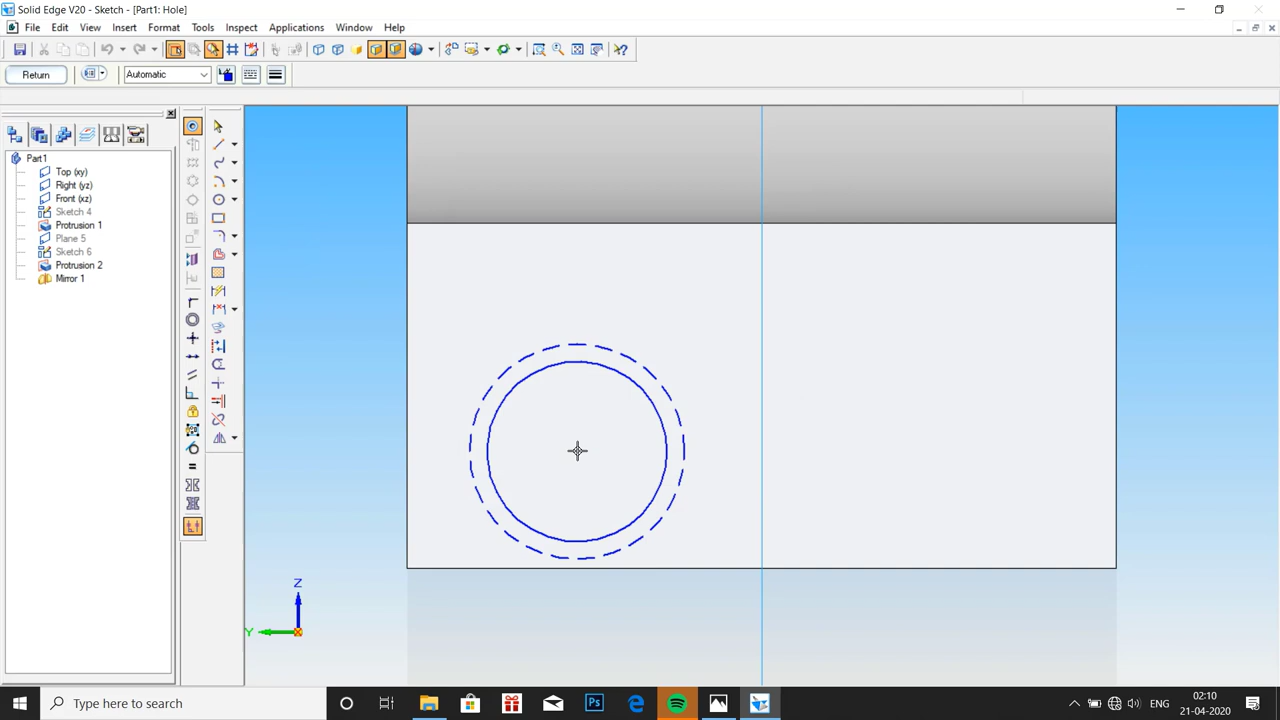 Solid Edge V20 - Sketch - [Part1: Hole]
File Edit View Insert Format Tools Inspect Applications Window Help
Return Automatic
Part1
Top (xy)
Right (yz)
Front (xz)
Sketch 4
Protrusion 1
Plane 5
Sketch 6
Protrusion 2
Mirror 1
Z
Y
Type here to search
Ps
ENG
02:10
21-04-2020